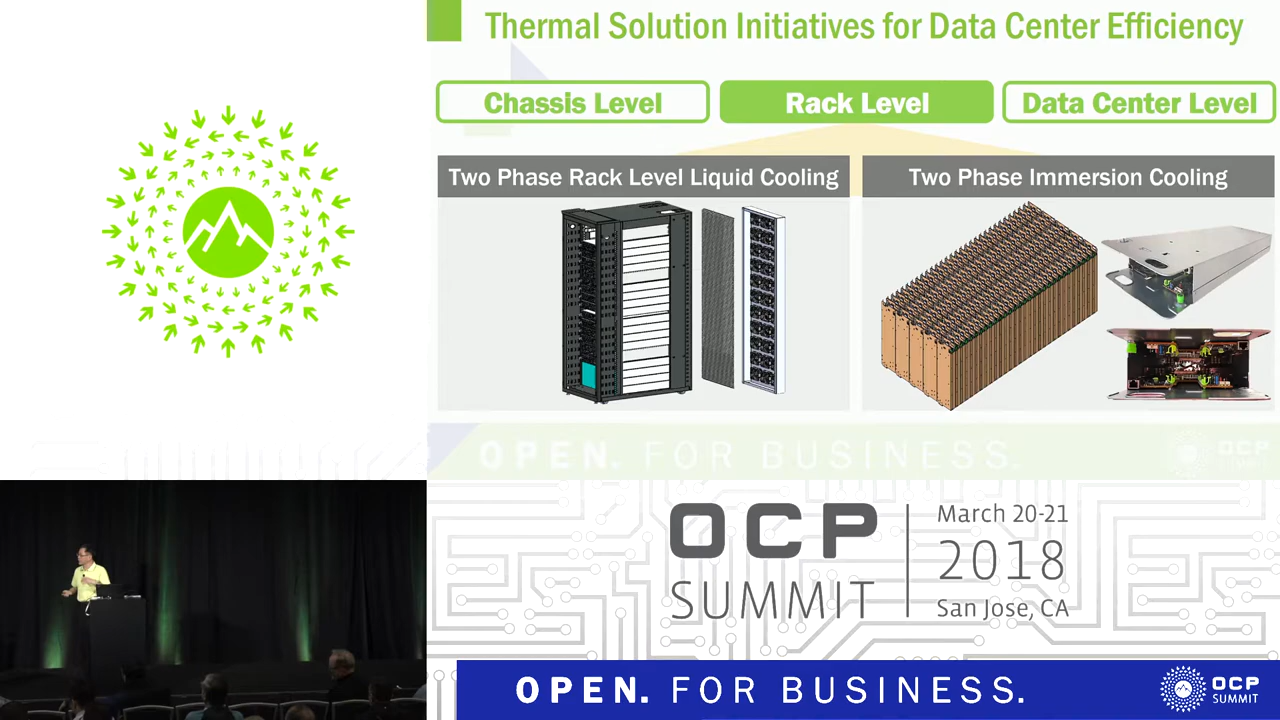 Thermal Solution Initiatives for Data Center Efficiency
Chassis Level
Rack Level
Data Center Level
Two Phase Rack Level Liquid Cooling
Two Phase Immersion Cooling
OPEN. FOR BUSINESS.
OCP
SUMMIT
OCP
SUMMIT
March 20-21
2018
San Jose, CA
OPEN. FOR BUSINESS.
OCP
SUMMIT